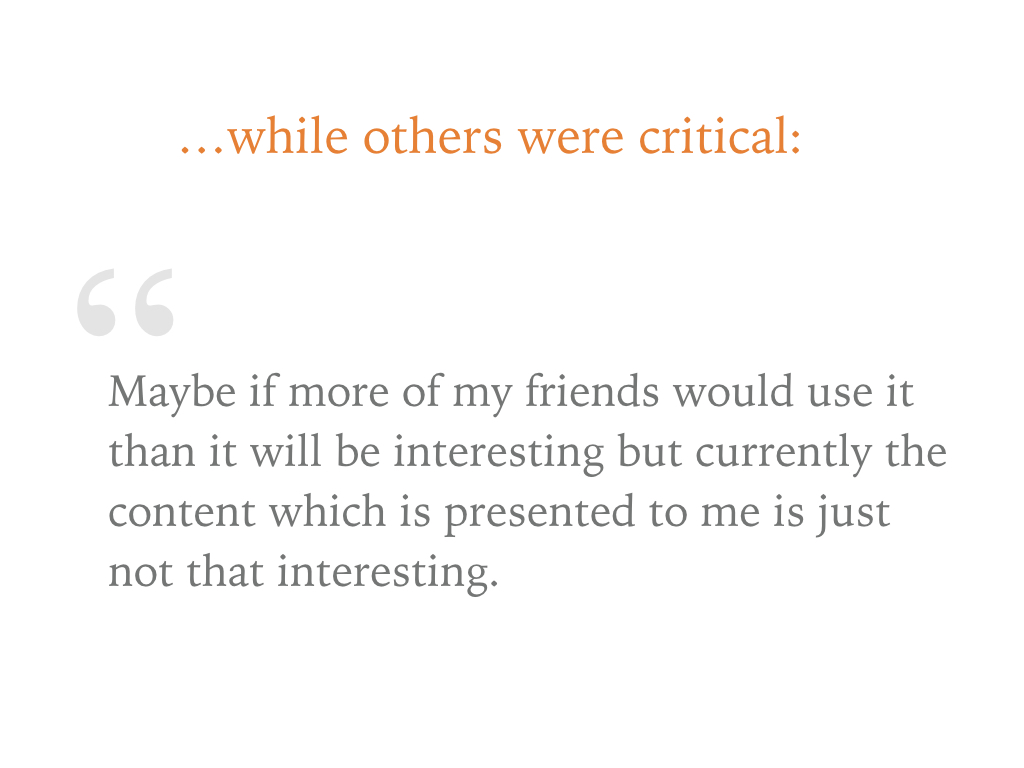 …while others were critical:
“
Maybe if more of my friends would use it
than it will be interesting but currently the
content which is presented to me is just
not that interesting.